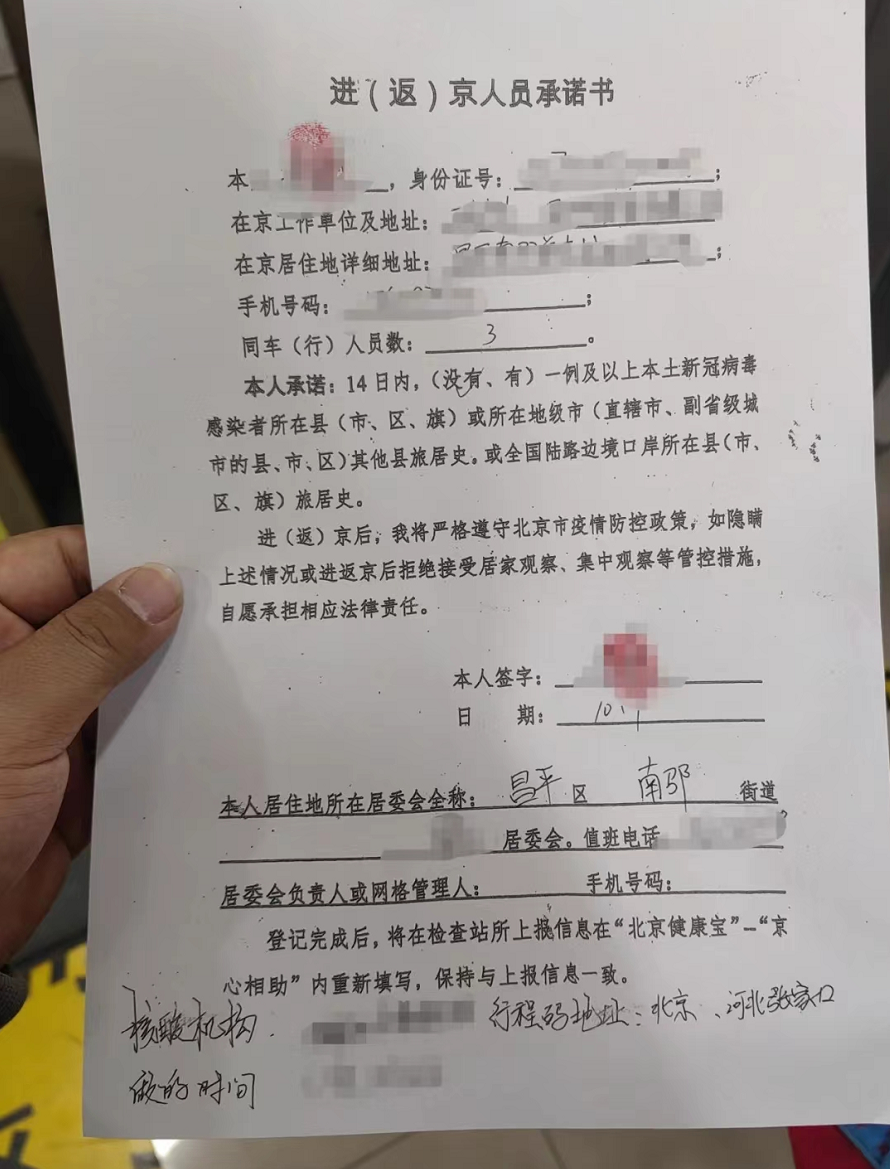 进（返）京人员承诺书
本 ，身份证号： ；
在京工作单位及地址：
在京居住地详细地址： ；
手机号码： ；
同车（行）人员数： 3 。
本人承诺：14日内，（没有、有）一例及以上本土新冠病毒
感染者所在县（市、区、旗）或所在地级市（直辖市、副省级城
市的县、市、区）其他县旅居史。或全国陆路边境口岸所在县（市、
区、旗）旅居史。
进（返）京后，我将严格遵守北京市疫情防控政策，如隐瞒
上述情况或进返京后拒绝接受居家观察、集中观察等管控措施，
自愿承担相应法律责任。
本人签字：
日 期：
本人居住地所在居委会全称： 昌平 区 南邵 街道
居委会。值班电话
居委会负责人或网格管理人： 手机号码：
登记完成后，将在检查站所上报信息在“北京健康宝”—“京
心相助”内重新填写，保持与上报信息一致。
核酸机构. 行程码地址：北京、河北张家口
做的时间